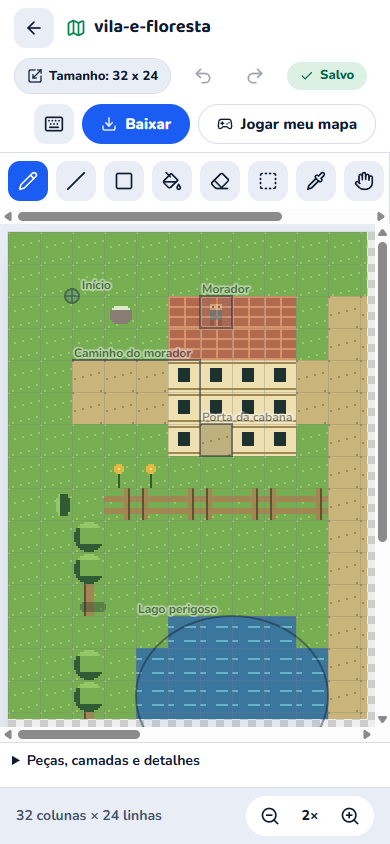 vila-e-floresta
Tamanho: 32 x 24
Salvo
Baixar
Jogar meu mapa
Início
Morador
Caminho do morador
Porta da cabana
Lago perigoso
Peças, camadas e detalhes
32 colunas × 24 linhas
2×